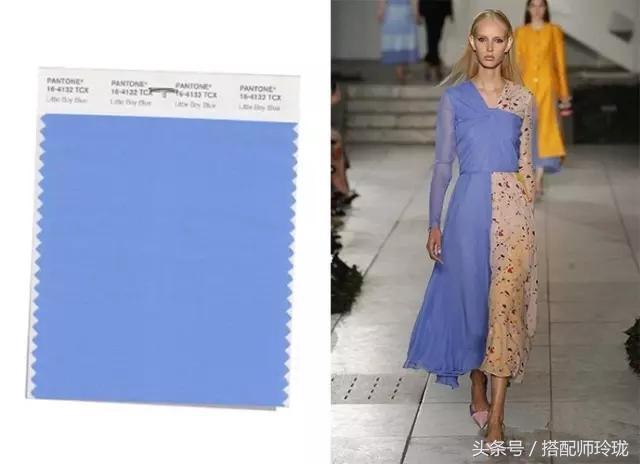 PANTONE® PANTONE® PANTONE® PANTONE®
16-4132 TCX 16-4132 TCX 16-4132 TCX 16-4132 TCX
Little Boy Blue Little Boy Blue Little Boy Blue Little Boy Blue
头条号 / 搭配师玲珑